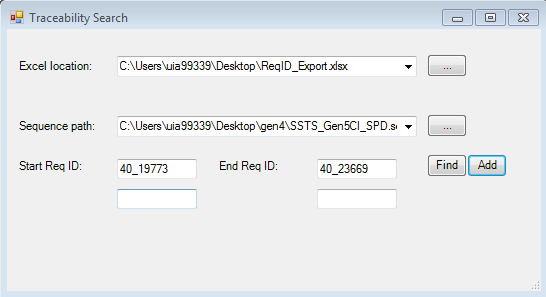 Traceability Search
Excel location: C:\Users\uia99339\Desktop\ReqID_Export.xlsx ...
Sequence path: C:\Users\uia99339\Desktop\gen4\SSTS_Gen5CI_SPD.se ...
Start Req ID: 40_19773 End Req ID: 40_23669 Find Add